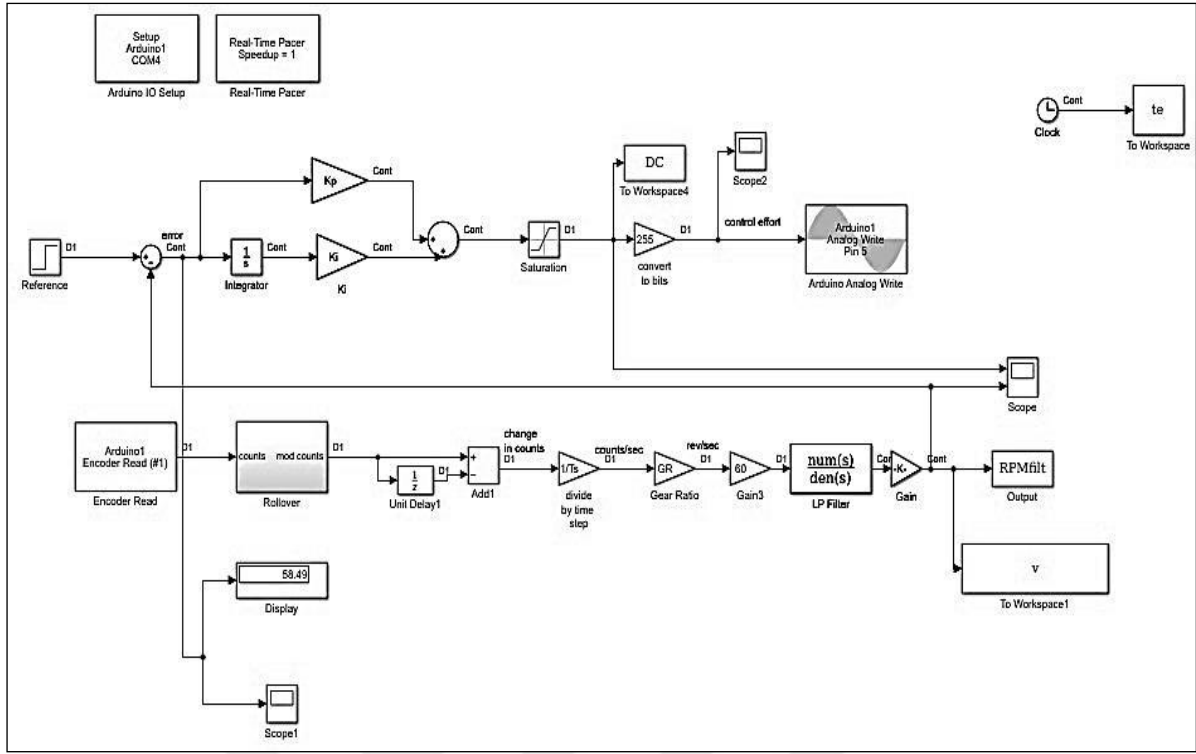 Setup
Arduino1
COM4
Arduino IO Setup
Real-Time Pacer
Speedup = 1
Real-Time Pacer
Cont
Clock
te
To Workspace
Kp
Cont
DC
To Workspace4
Scope2
Reference
D1
+
-
error
Cont
1
s
Integrator
Cont
Ki
Ki
Cont
+
+
Cont
Saturation
D1
255
convert
to bits
D1
control effort
Arduino1
Analog Write
Pin 5
Arduino Analog Write
Scope
Arduino1
Encoder Read (#1)
Encoder Read
D1
counts
mod counts
Rollover
D1
1
z
Unit Delay1
D1
+
-
Add1
change
in counts
D1
1/Ts
divide
by time
step
counts/sec
D1
GR
Gear Ratio
rev/sec
D1
60
Gain3
D1
num(s)
den(s)
LP Filter
Cor
-K-
Gain
Cont
RPMfilt
Output
v
To Workspace1
58.49
Display
Scope1